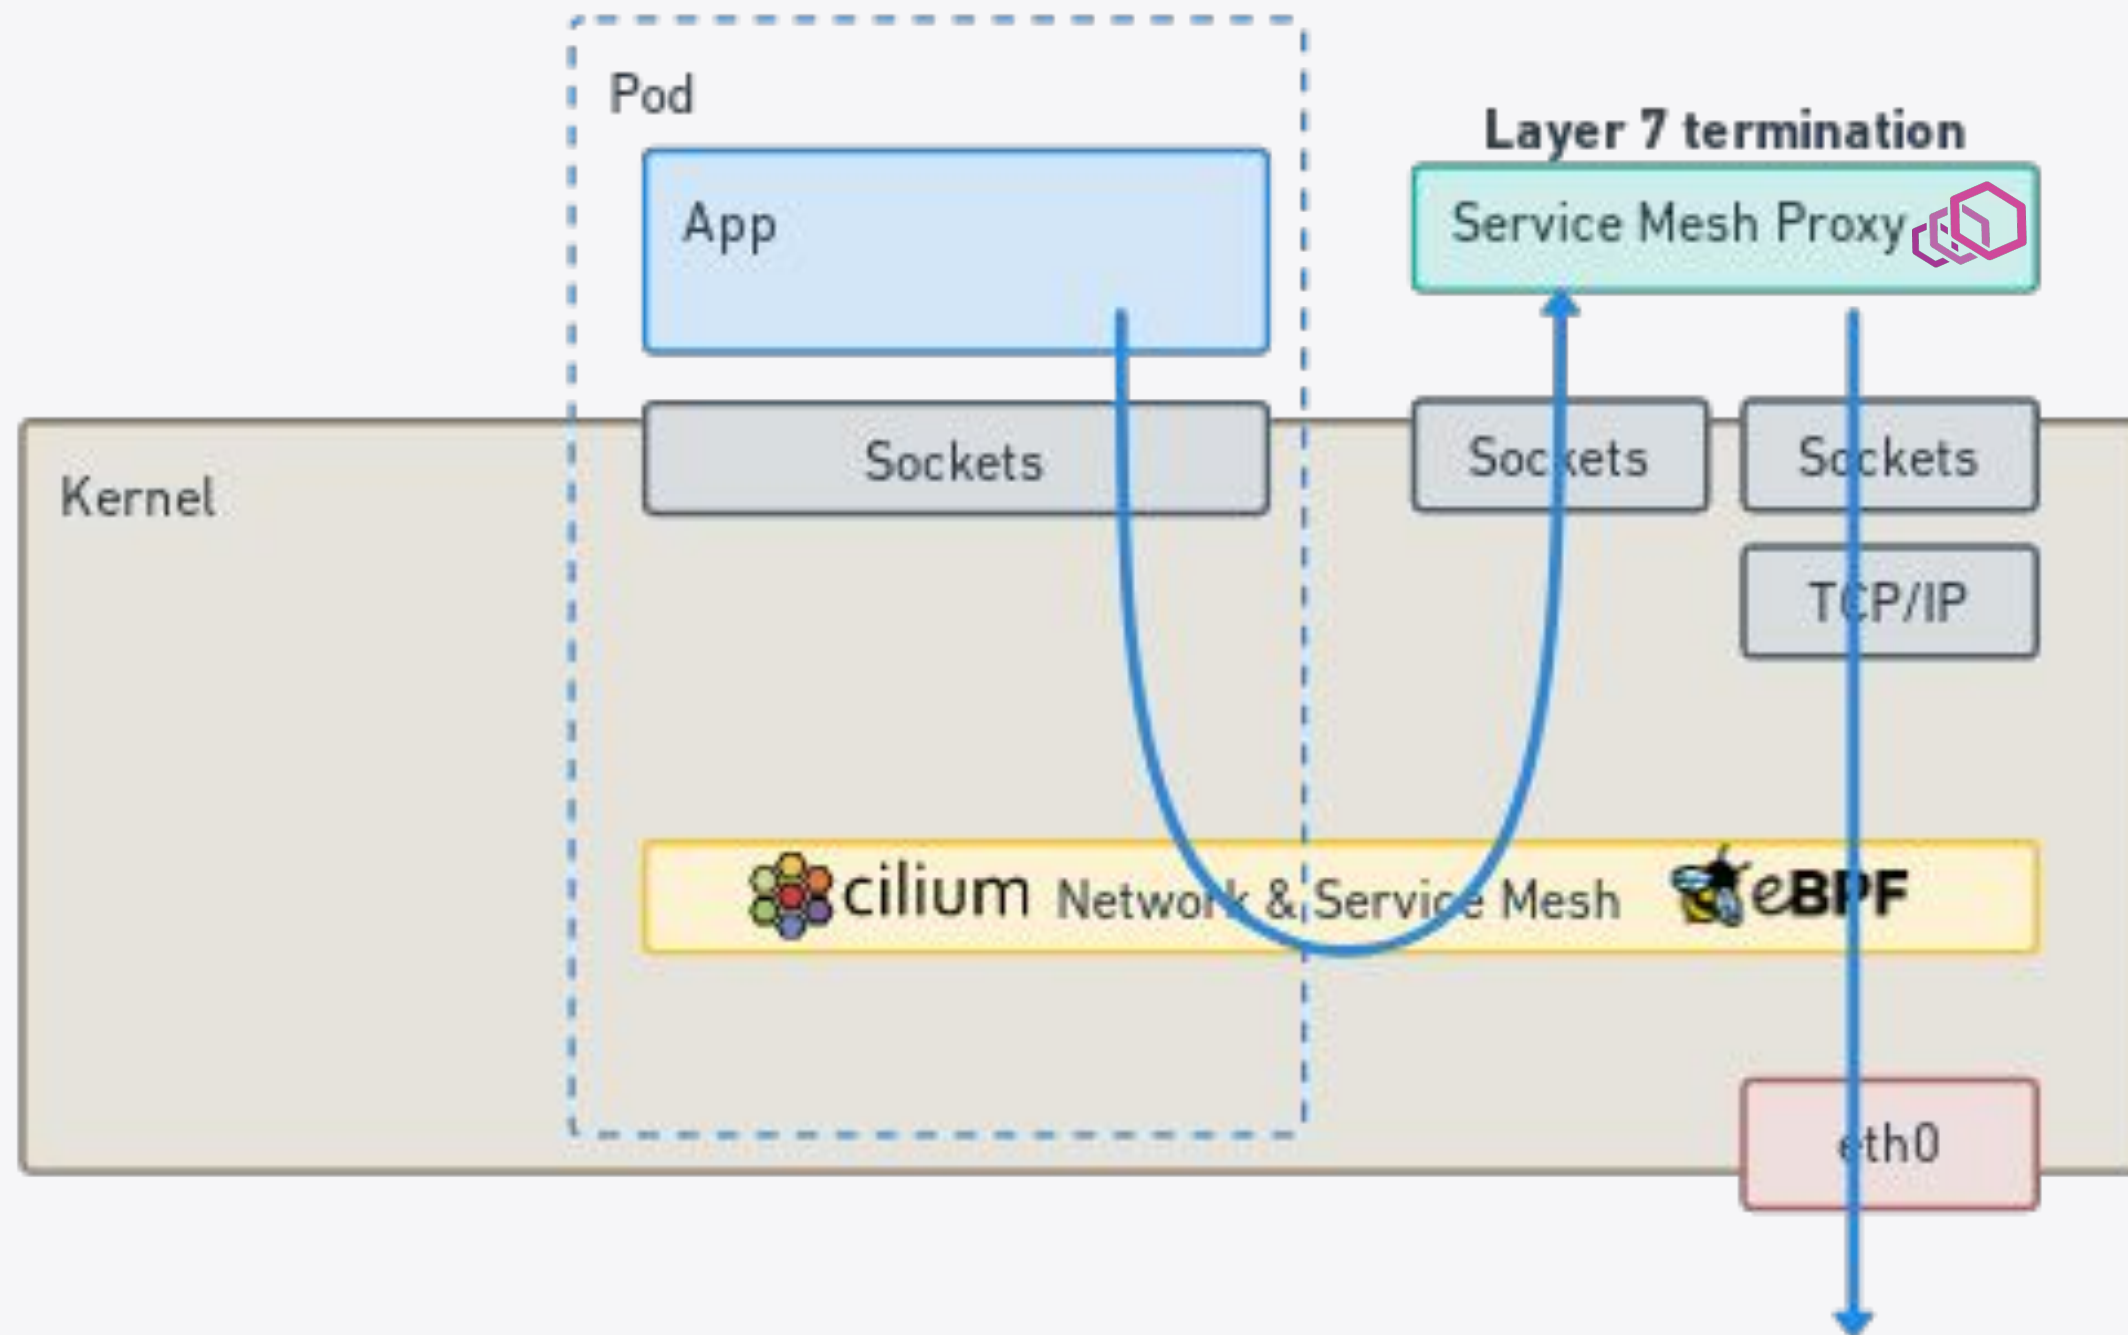 Pod
Layer 7 termination
App
Service Mesh Proxy
Kernel
Sockets
Sockets
Sockets
TCP/IP
cilium Network & Service Mesh eBPF
eth0